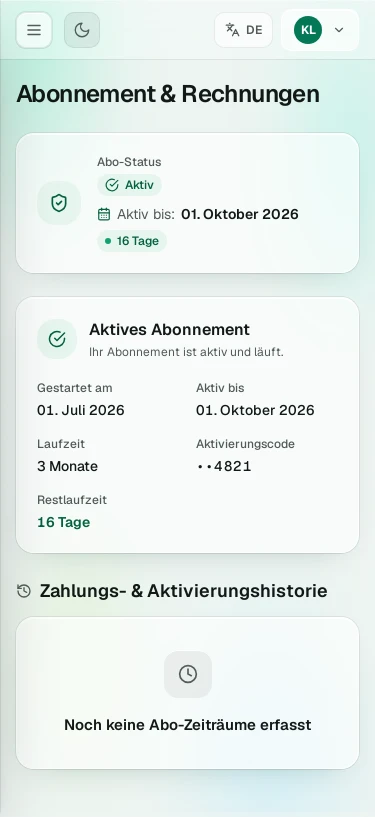 DE
KL
Abonnement & Rechnungen
Abo-Status
Aktiv
Aktiv bis: 01. Oktober 2026
16 Tage
Aktives Abonnement
Ihr Abonnement ist aktiv und läuft.
Gestartet am
01. Juli 2026
Aktiv bis
01. Oktober 2026
Laufzeit
3 Monate
Aktivierungscode
••4821
Restlaufzeit
16 Tage
Zahlungs- & Aktivierungshistorie
Noch keine Abo-Zeiträume erfasst